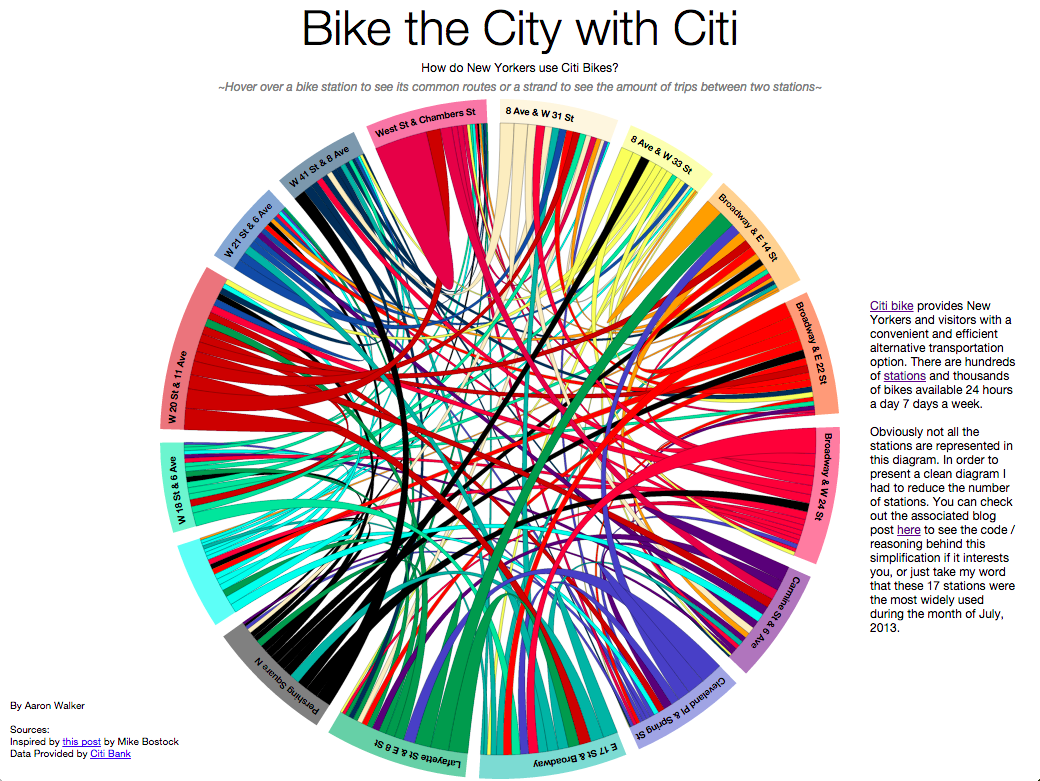 Bike the City with Citi
How do New Yorkers use Citi Bikes?
~Hover over a bike station to see its common routes or a strand to see the amount of trips between two stations~
West St & Chambers St
8 Ave & W 31 St
8 Ave & W 33 St
Broadway & E 14 St
Broadway & E 22 St
Broadway & W 24 St
Carmine St & 6 Ave
Cleveland Pl & Spring St
E 17 St & Broadway
Lafayette St & E 8 St
Pershing Square N
W 18 St & 6 Ave
W 20 St & 11 Ave
W 21 St & 6 Ave
W 41 St & 8 Ave
Citi bike provides New
Yorkers and visitors with a
convenient and efficient
alternative transportation
option. There are hundreds
of stations and thousands
of bikes available 24 hours
a day 7 days a week.
Obviously not all the
stations are represented in
this diagram. In order to
present a clean diagram I
had to reduce the number
of stations. You can check
out the associated blog
post here to see the code /
reasoning behind this
simplification if it interests
you, or just take my word
that these 17 stations were
the most widely used
during the month of July,
2013.
By Aaron Walker
Sources:
Inspired by this post by Mike Bostock
Data Provided by Citi Bank